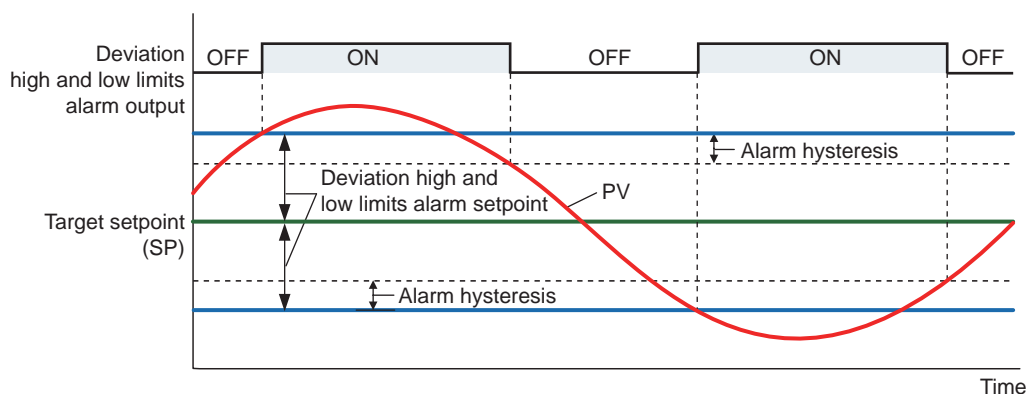 Deviation
high and low limits
alarm output
OFF
ON
OFF
ON
OFF
Alarm hysteresis
Deviation high and
low limits alarm setpoint
PV
Target setpoint
(SP)
Alarm hysteresis
Time